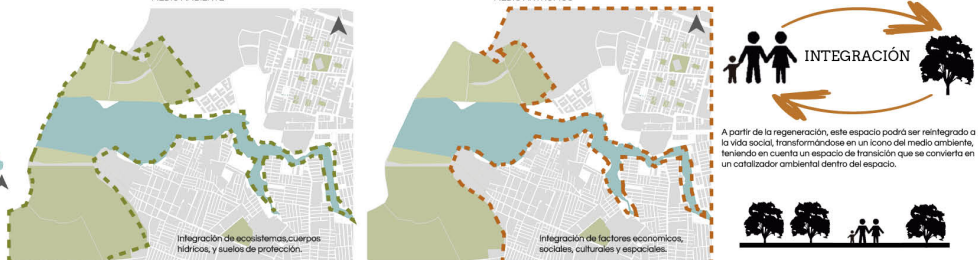 INTEGRACIÓN
A partir de la regeneración, este espacio podrá ser reintegrado a
la vida social, transformándose en un icono del medio ambiente,
teniendo en cuenta un espacio de transición que se convierta en
un catalizador ambiental dentro del espacio.
Integración de ecosistemas,cuerpos
hídricos, y suelos de protección.
Integración de factores economicos,
sociales, culturales y espaciales.